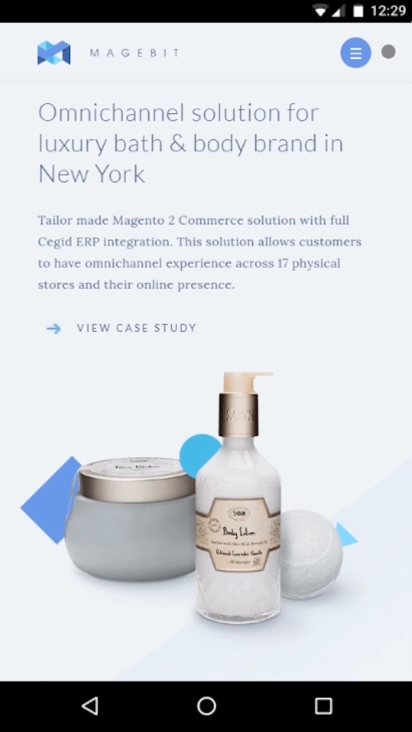 12:29
MAGEBIT
Omnichannel solution for
luxury bath & body brand in
New York
Tailor made Magento 2 Commerce solution with full
Cegid ERP integration. This solution allows customers
to have omnichannel experience across 17 physical
stores and their online presence.
VIEW CASE STUDY
SABON
Body Lotion